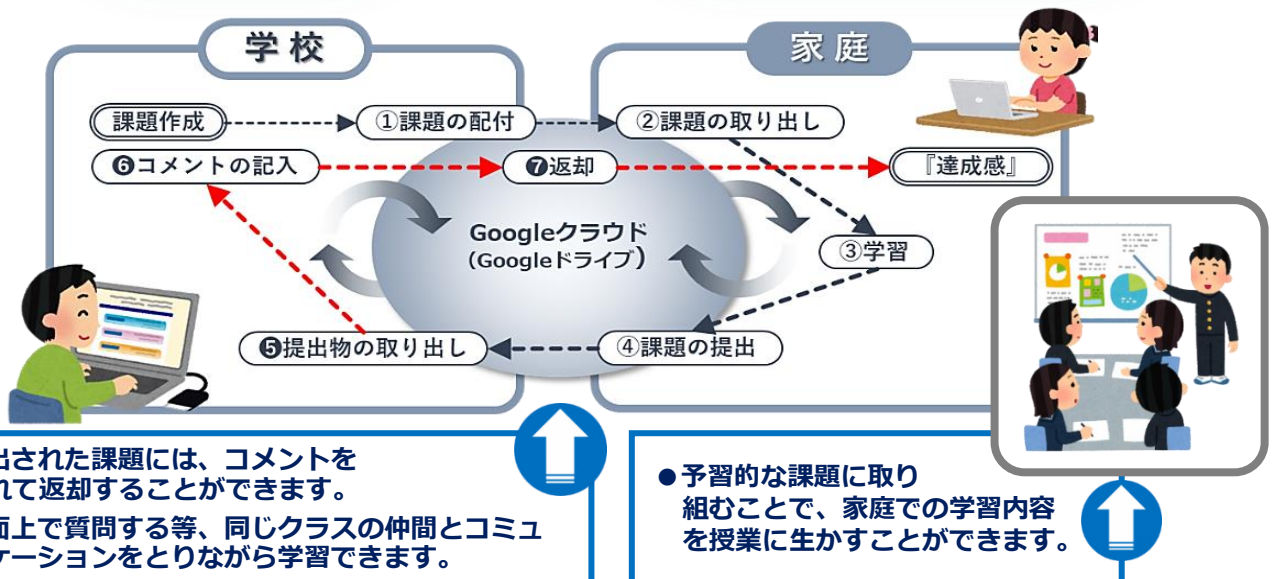 学校
家庭
課題作成
①課題の配付
②課題の取り出し
❻コメントの記入
❼返却
『達成感』
Googleクラウド
(Googleドライブ)
③学習
❺提出物の取り出し
④課題の提出
出された課題には、コメントを
れて返却することができます。
面上で質問する等、同じクラスの仲間とコミュ
ケーションをとりながら学習できます。
●予習的な課題に取り
組むことで、家庭での学習内容
を授業に生かすことができます。